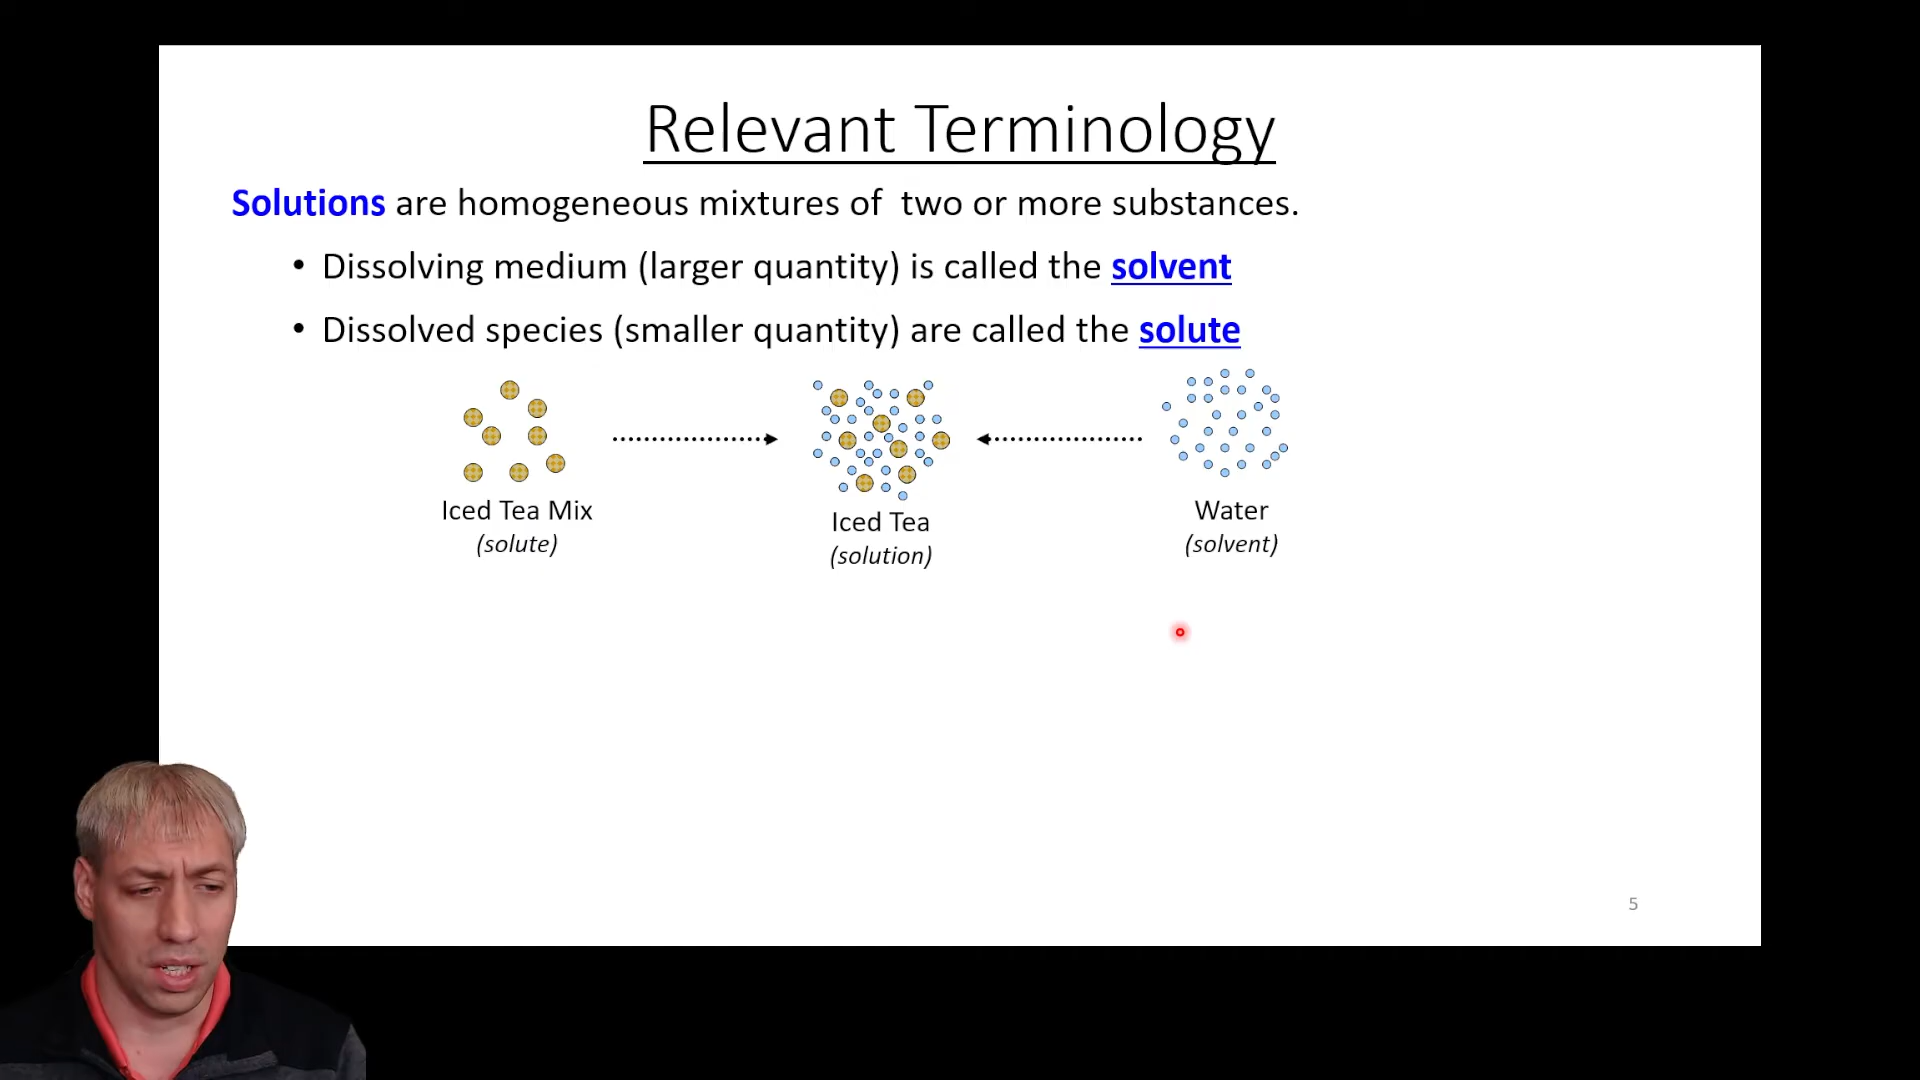 Relevant Terminology
Solutions are homogeneous mixtures of two or more substances.
• Dissolving medium (larger quantity) is called the solvent
• Dissolved species (smaller quantity) are called the solute
Iced Tea Mix
(solute)
Iced Tea
(solution)
Water
(solvent)
5